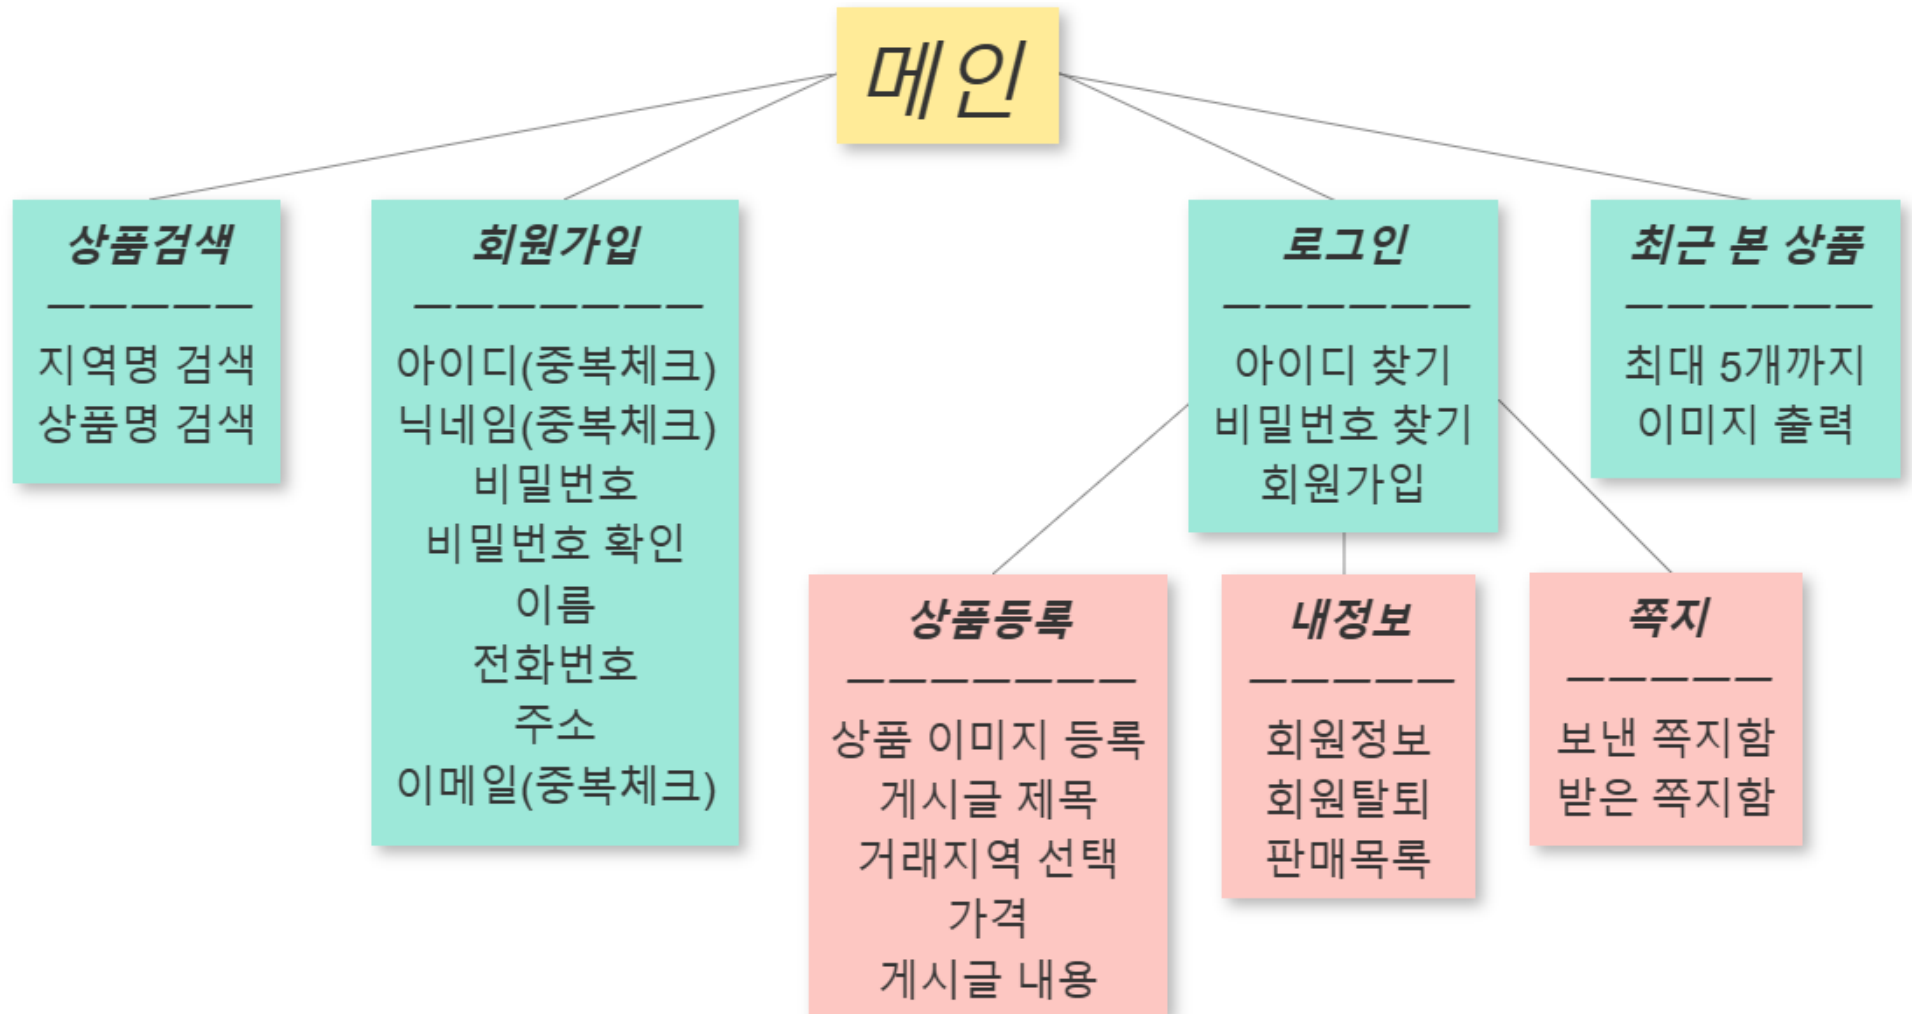 메인
상품검색
—————
지역명 검색
상품명 검색
회원가입
———————
아이디(중복체크)
닉네임(중복체크)
비밀번호
비밀번호 확인
이름
전화번호
주소
이메일(중복체크)
로그인
——————
아이디 찾기
비밀번호 찾기
회원가입
최근 본 상품
——————
최대 5개까지
이미지 출력
상품등록
———————
상품 이미지 등록
게시글 제목
거래지역 선택
가격
게시글 내용
내정보
—————
회원정보
회원탈퇴
판매목록
쪽지
—————
보낸 쪽지함
받은 쪽지함